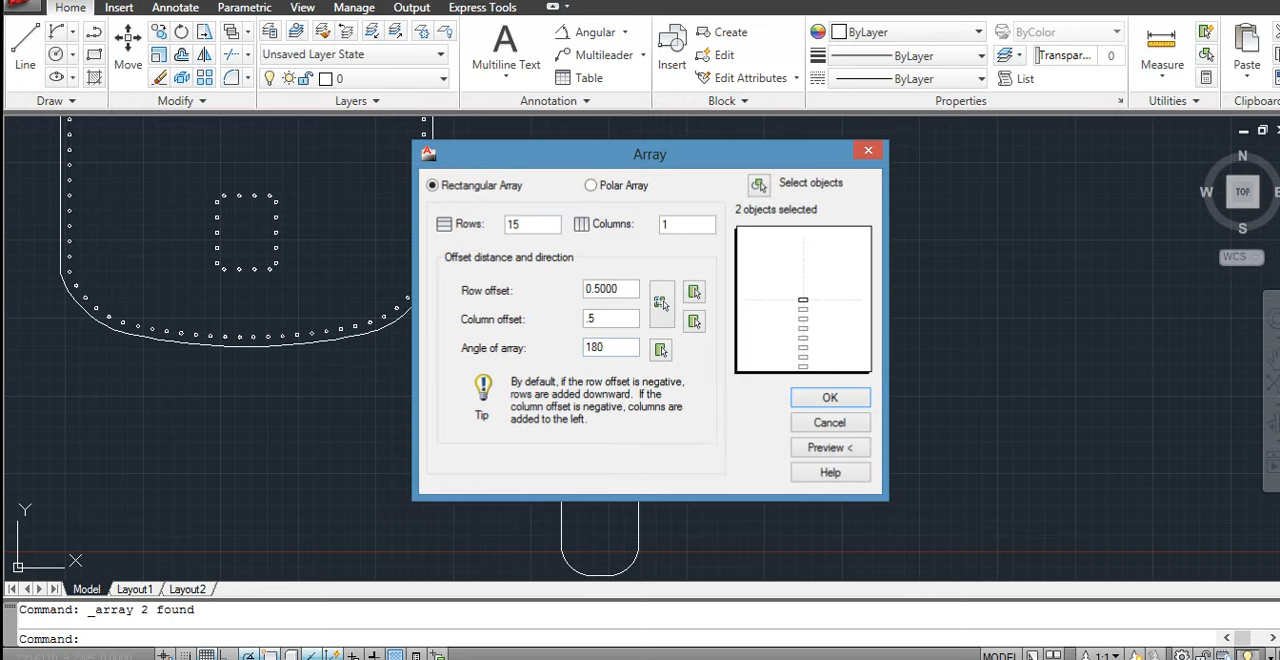 Home Insert Annotate Parametric View Manage Output Express Tools
Line
Move
Unsaved Layer State
0
Multiline Text
Angular
Multileader
Table
Insert
Create
Edit
Edit Attributes
ByLayer
ByLayer
ByLayer
ByColor
Transpar... 0
List
Measure
Paste
Draw Modify Layers Annotation Block Properties Utilities Clipboar
Array
Rectangular Array Polar Array
Select objects
2 objects selected
Rows: 15 Columns: 1
Offset distance and direction
Row offset: 0.5000
Column offset: .5
Angle of array: 180
Tip
By default, if the row offset is negative,
rows are added downward. If the
column offset is negative, columns are
added to the left.
OK
Cancel
Preview <
Help
N
W TOP E
S
WCS
Y
X
Model Layout1 Layout2
Command: _array 2 found
Command:
MODEL 1:1